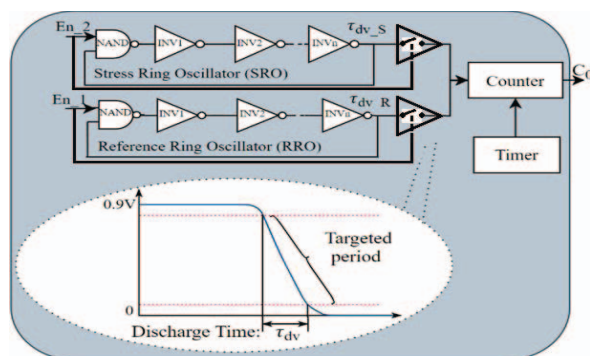 En_2
NAND
INV1
INV2
INVn
τdv_S
Stress Ring Oscillator (SRO)
En_1
NAND
INV1
INV2
INVn
τdv_R
Reference Ring Oscillator (RRO)
Counter
Timer
0.9V
Targeted
period
0
Discharge Time:
τdv